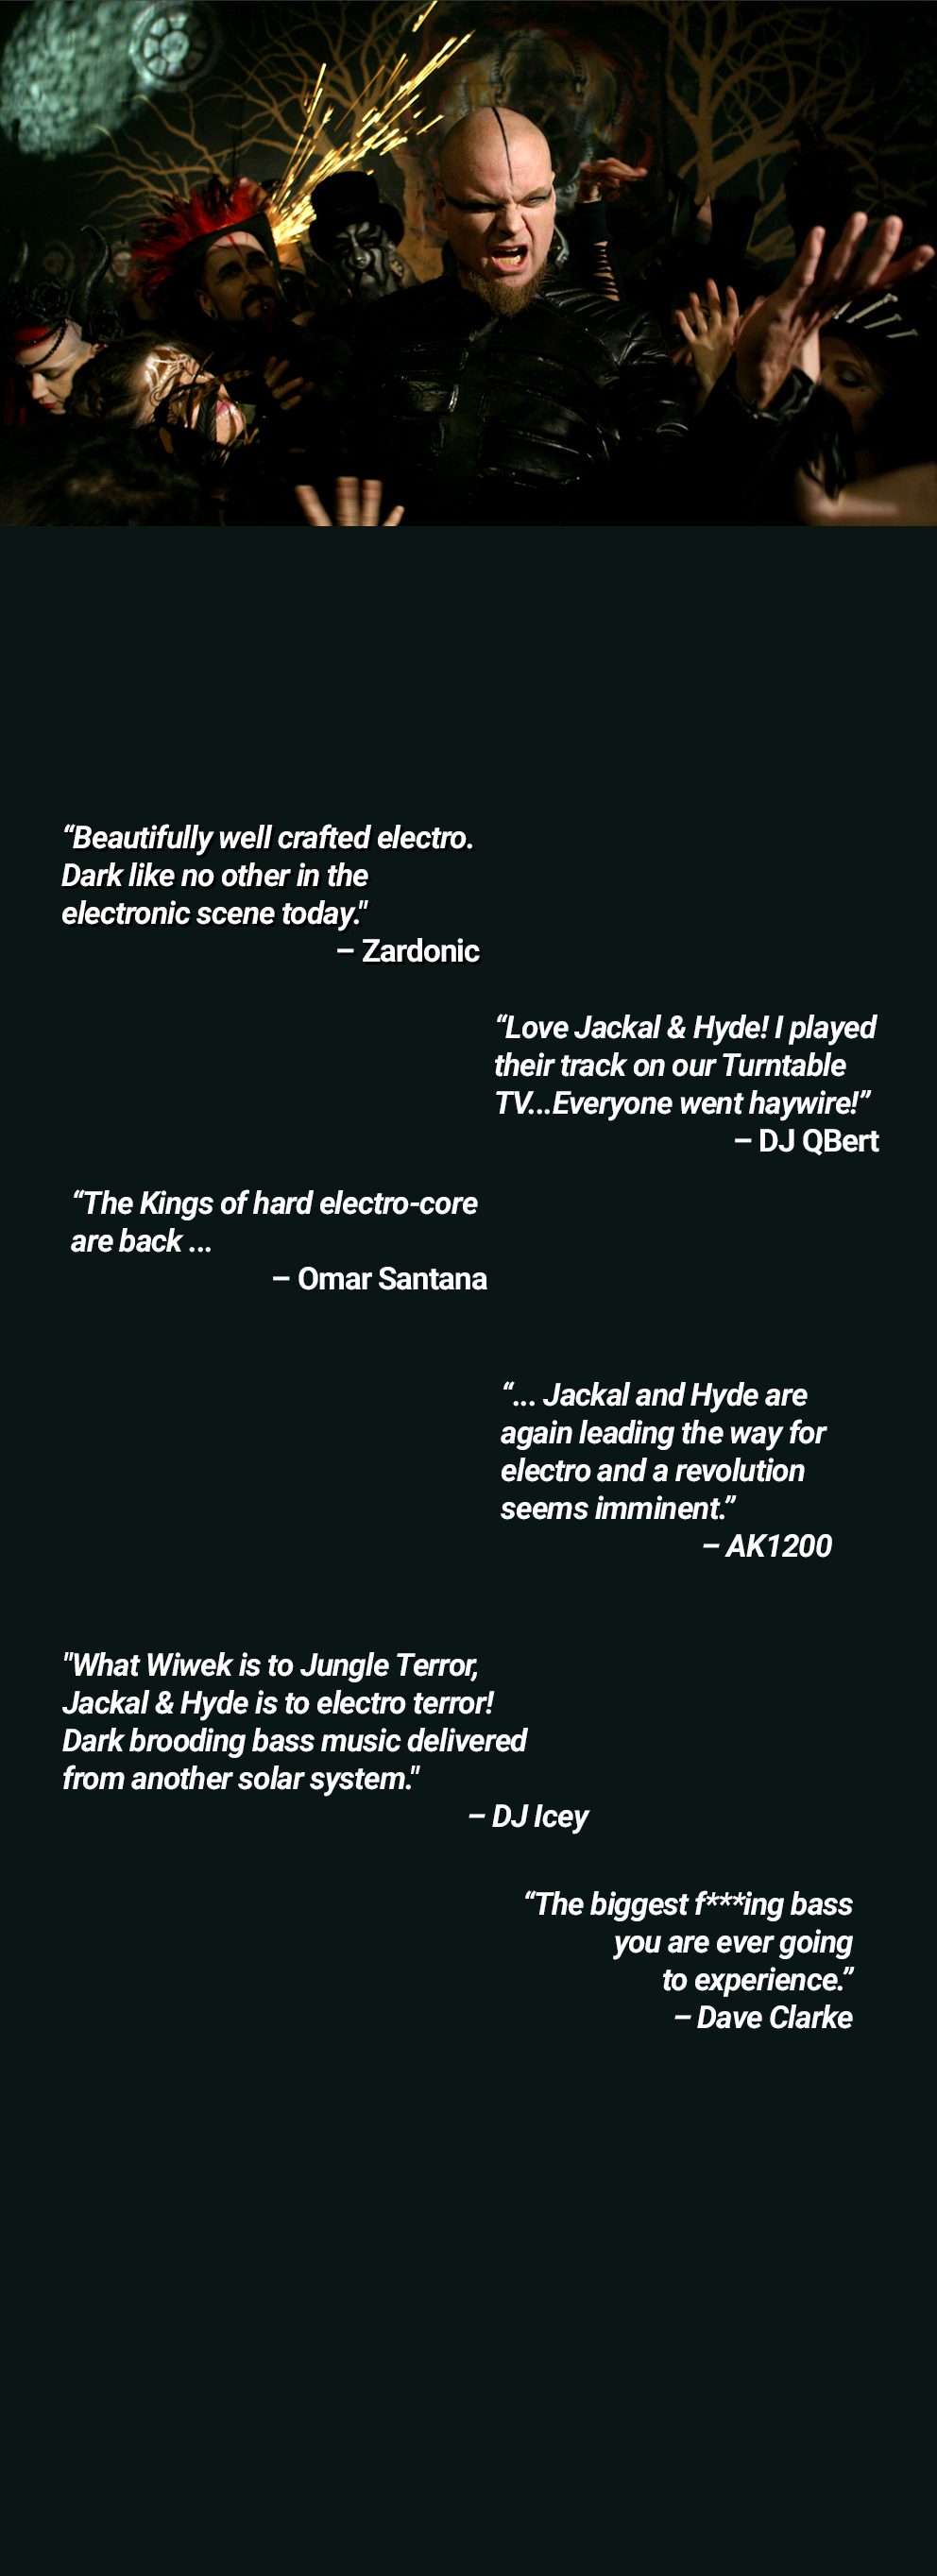 “Beautifully well crafted electro.
Dark like no other in the
electronic scene today."
– Zardonic
“Love Jackal & Hyde! I played
their track on our Turntable
TV...Everyone went haywire!”
– DJ QBert
“The Kings of hard electro-core
are back ...
– Omar Santana
“... Jackal and Hyde are
again leading the way for
electro and a revolution
seems imminent.”
– AK1200
"What Wiwek is to Jungle Terror,
Jackal & Hyde is to electro terror!
Dark brooding bass music delivered
from another solar system."
– DJ Icey
“The biggest f***ing bass
you are ever going
to experience.”
– Dave Clarke